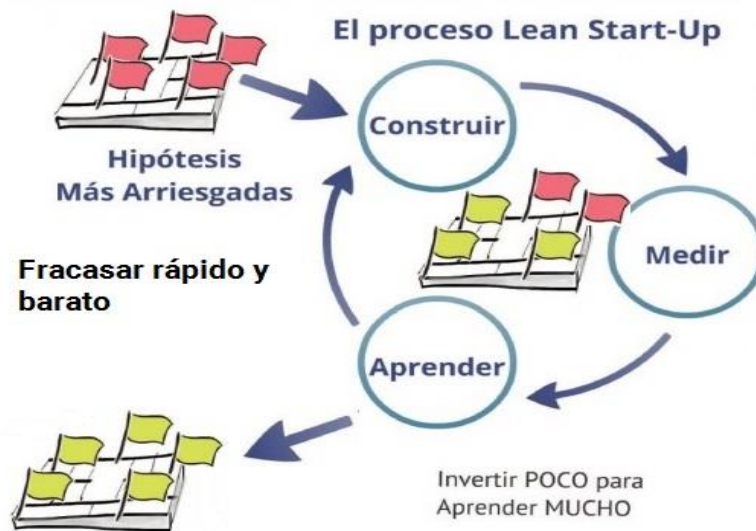 El proceso Lean Start-Up
Construir
Hipótesis
Más Arriesgadas
Medir
Fracasar rápido y
barato
Aprender
Invertir POCO para
Aprender MUCHO